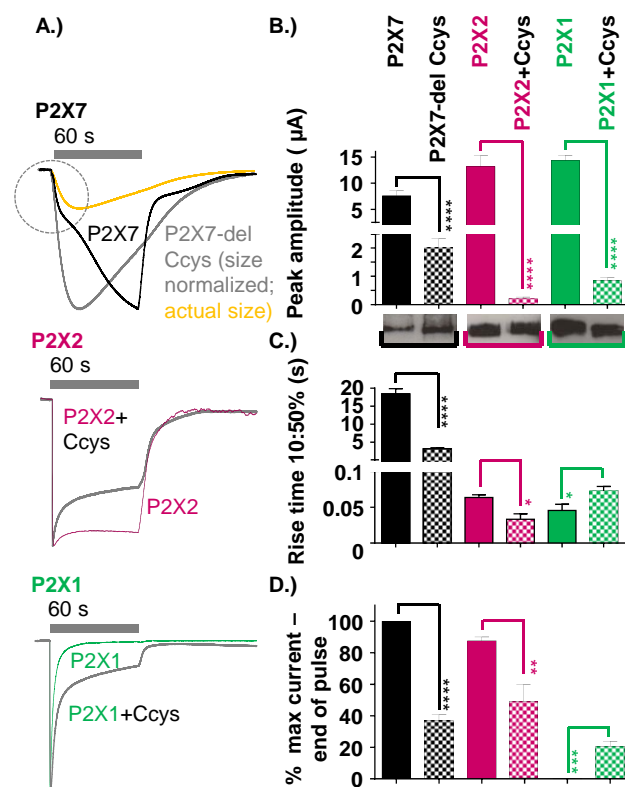 A.)
P2X7
60 s
P2X7
P2X7-del
Ccys (size
normalized;
actual size)
P2X2
60 s
P2X2+
Ccys
P2X2
P2X1
60 s
P2X1
P2X1+Ccys
B.)
P2X7
P2X7-del Ccys
P2X2
P2X2+Ccys
P2X1
P2X1+Ccys
Peak amplitude ( µA)
15
10
5
2
1
0
****
****
****
C.)
Rise time 10:50% (s)
20
15
10
5
0.1
0.05
0
****
*
*
D.)
% max current –
end of pulse
100
80
60
40
20
0
****
**
***